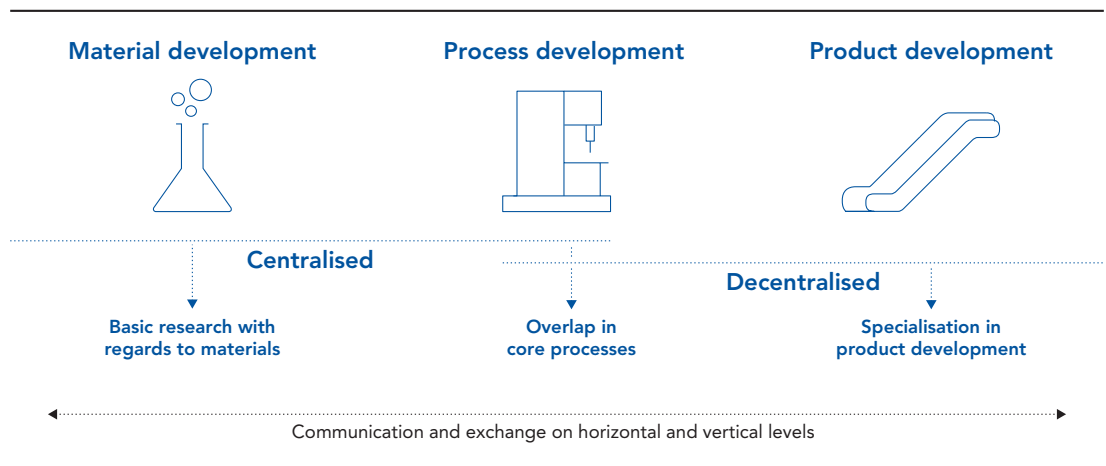 Material development
Process development
Product development
Centralised
Decentralised
Basic research with
regards to materials
Overlap in
core processes
Specialisation in
product development
Communication and exchange on horizontal and vertical levels